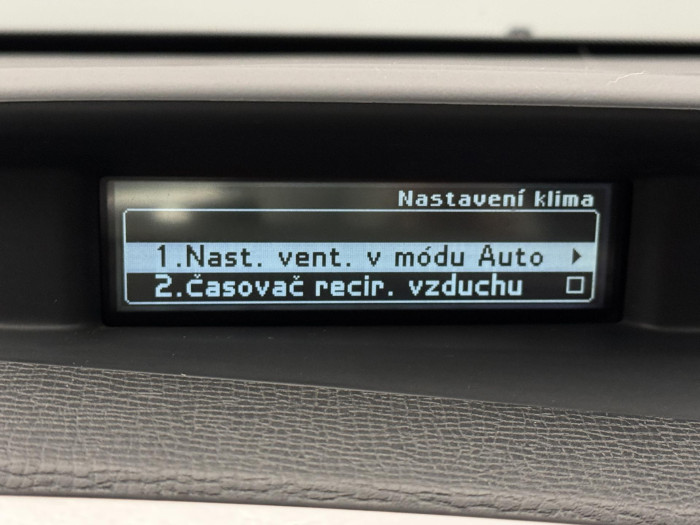 Nastavení klima
1.Nast. vent. v módu Auto
2.Časovač recir. vzduchu